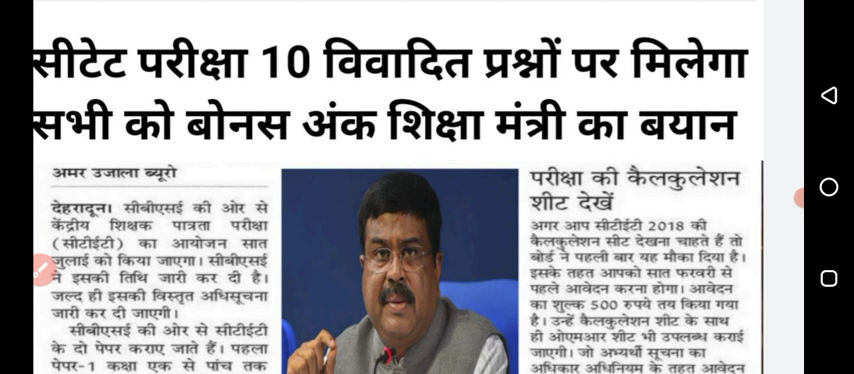 सीटेट परीक्षा 10 विवादित प्रश्नों पर मिलेगा
सभी को बोनस अंक शिक्षा मंत्री का बयान
अमर उजाला ब्यूरो
देहरादून। सीबीएसई की ओर से
केंद्रीय शिक्षक पात्रता परीक्षा
(सीटीईटी) का आयोजन सात
जुलाई को किया जाएगा। सीबीएसई
ने इसकी तिथि जारी कर दी है।
जल्द ही इसकी विस्तृत अधिसूचना
जारी कर दी जाएगी।
सीबीएसई की ओर से सीटीईटी
के दो पेपर कराए जाते हैं। पहला
पेपर-1 कक्षा एक से पांच तक
परीक्षा की कैलकुलेशन
शीट देखें
अगर आप सीटीईटी 2018 की
कैलकुलेशन सीट देखना चाहते हैं तो
बोर्ड ने पहली बार यह मौका दिया है।
इसके तहत आपको सात फरवरी से
पहले आवेदन करना होगा। आवेदन
का शुल्क 500 रुपये तय किया गया
है। उन्हें कैलकुलेशन शीट के साथ
ही ओएमआर शीट भी उपलब्ध कराई
जाएगी। जो अभ्यर्थी सूचना का
अधिकार अधिनियम के तहत आवेदन